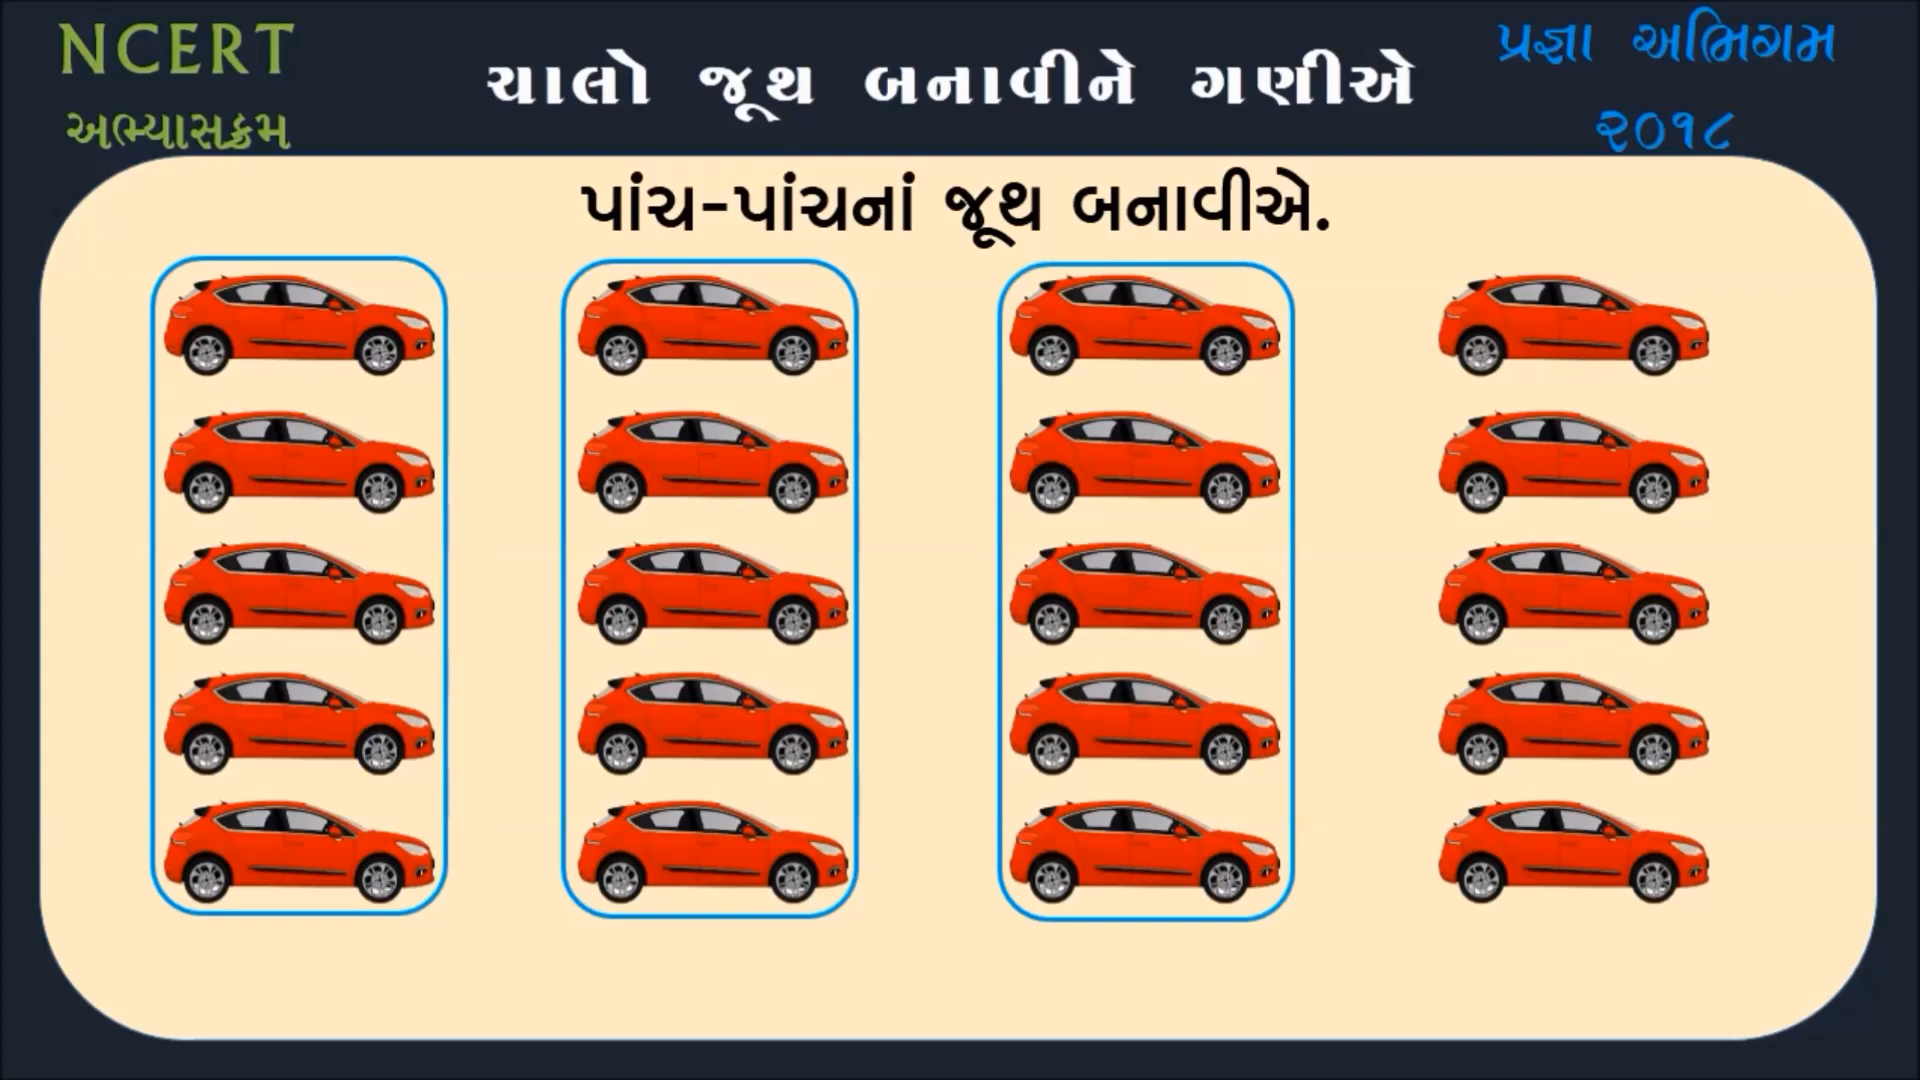 NCERT
અભ્યાસક્રમ
ચાલો જૂથ બનાવીને ગણીએ
પ્રજ્ઞા અભિગમ
૨૦૧૮
પાંચ-પાંચનાં જૂથ બનાવીએ.